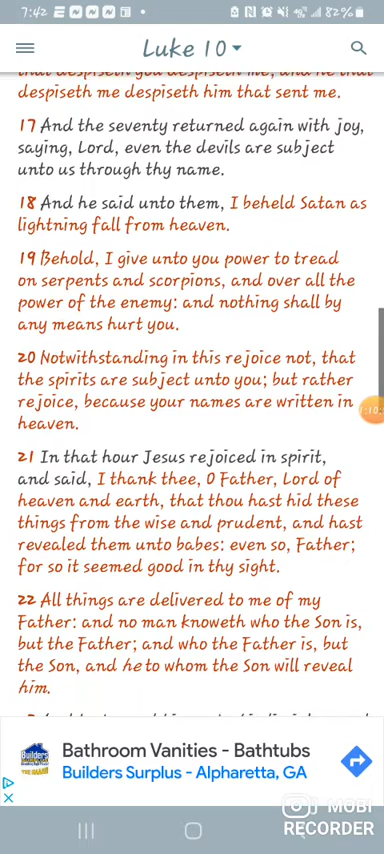 7:42
82%
Luke 10
that despiseth you despiseth me; and he that
despiseth me despiseth him that sent me.
17 And the seventy returned again with joy,
saying, Lord, even the devils are subject
unto us through thy name.
18 And he said unto them, I beheld Satan as
lightning fall from heaven.
19 Behold, I give unto you power to tread
on serpents and scorpions, and over all the
power of the enemy: and nothing shall by
any means hurt you.
20 Notwithstanding in this rejoice not, that
the spirits are subject unto you; but rather
rejoice, because your names are written in
heaven.
21 In that hour Jesus rejoiced in spirit,
and said, I thank thee, O Father, Lord of
heaven and earth, that thou hast hid these
things from the wise and prudent, and hast
revealed them unto babes: even so, Father;
for so it seemed good in thy sight.
22 All things are delivered to me of my
Father: and no man knoweth who the Son is,
but the Father; and who the Father is, but
the Son, and he to whom the Son will reveal
him.
Builders
Bathroom Vanities - Bathtubs
Builders Surplus - Alpharetta, GA
MOBI
RECORDER